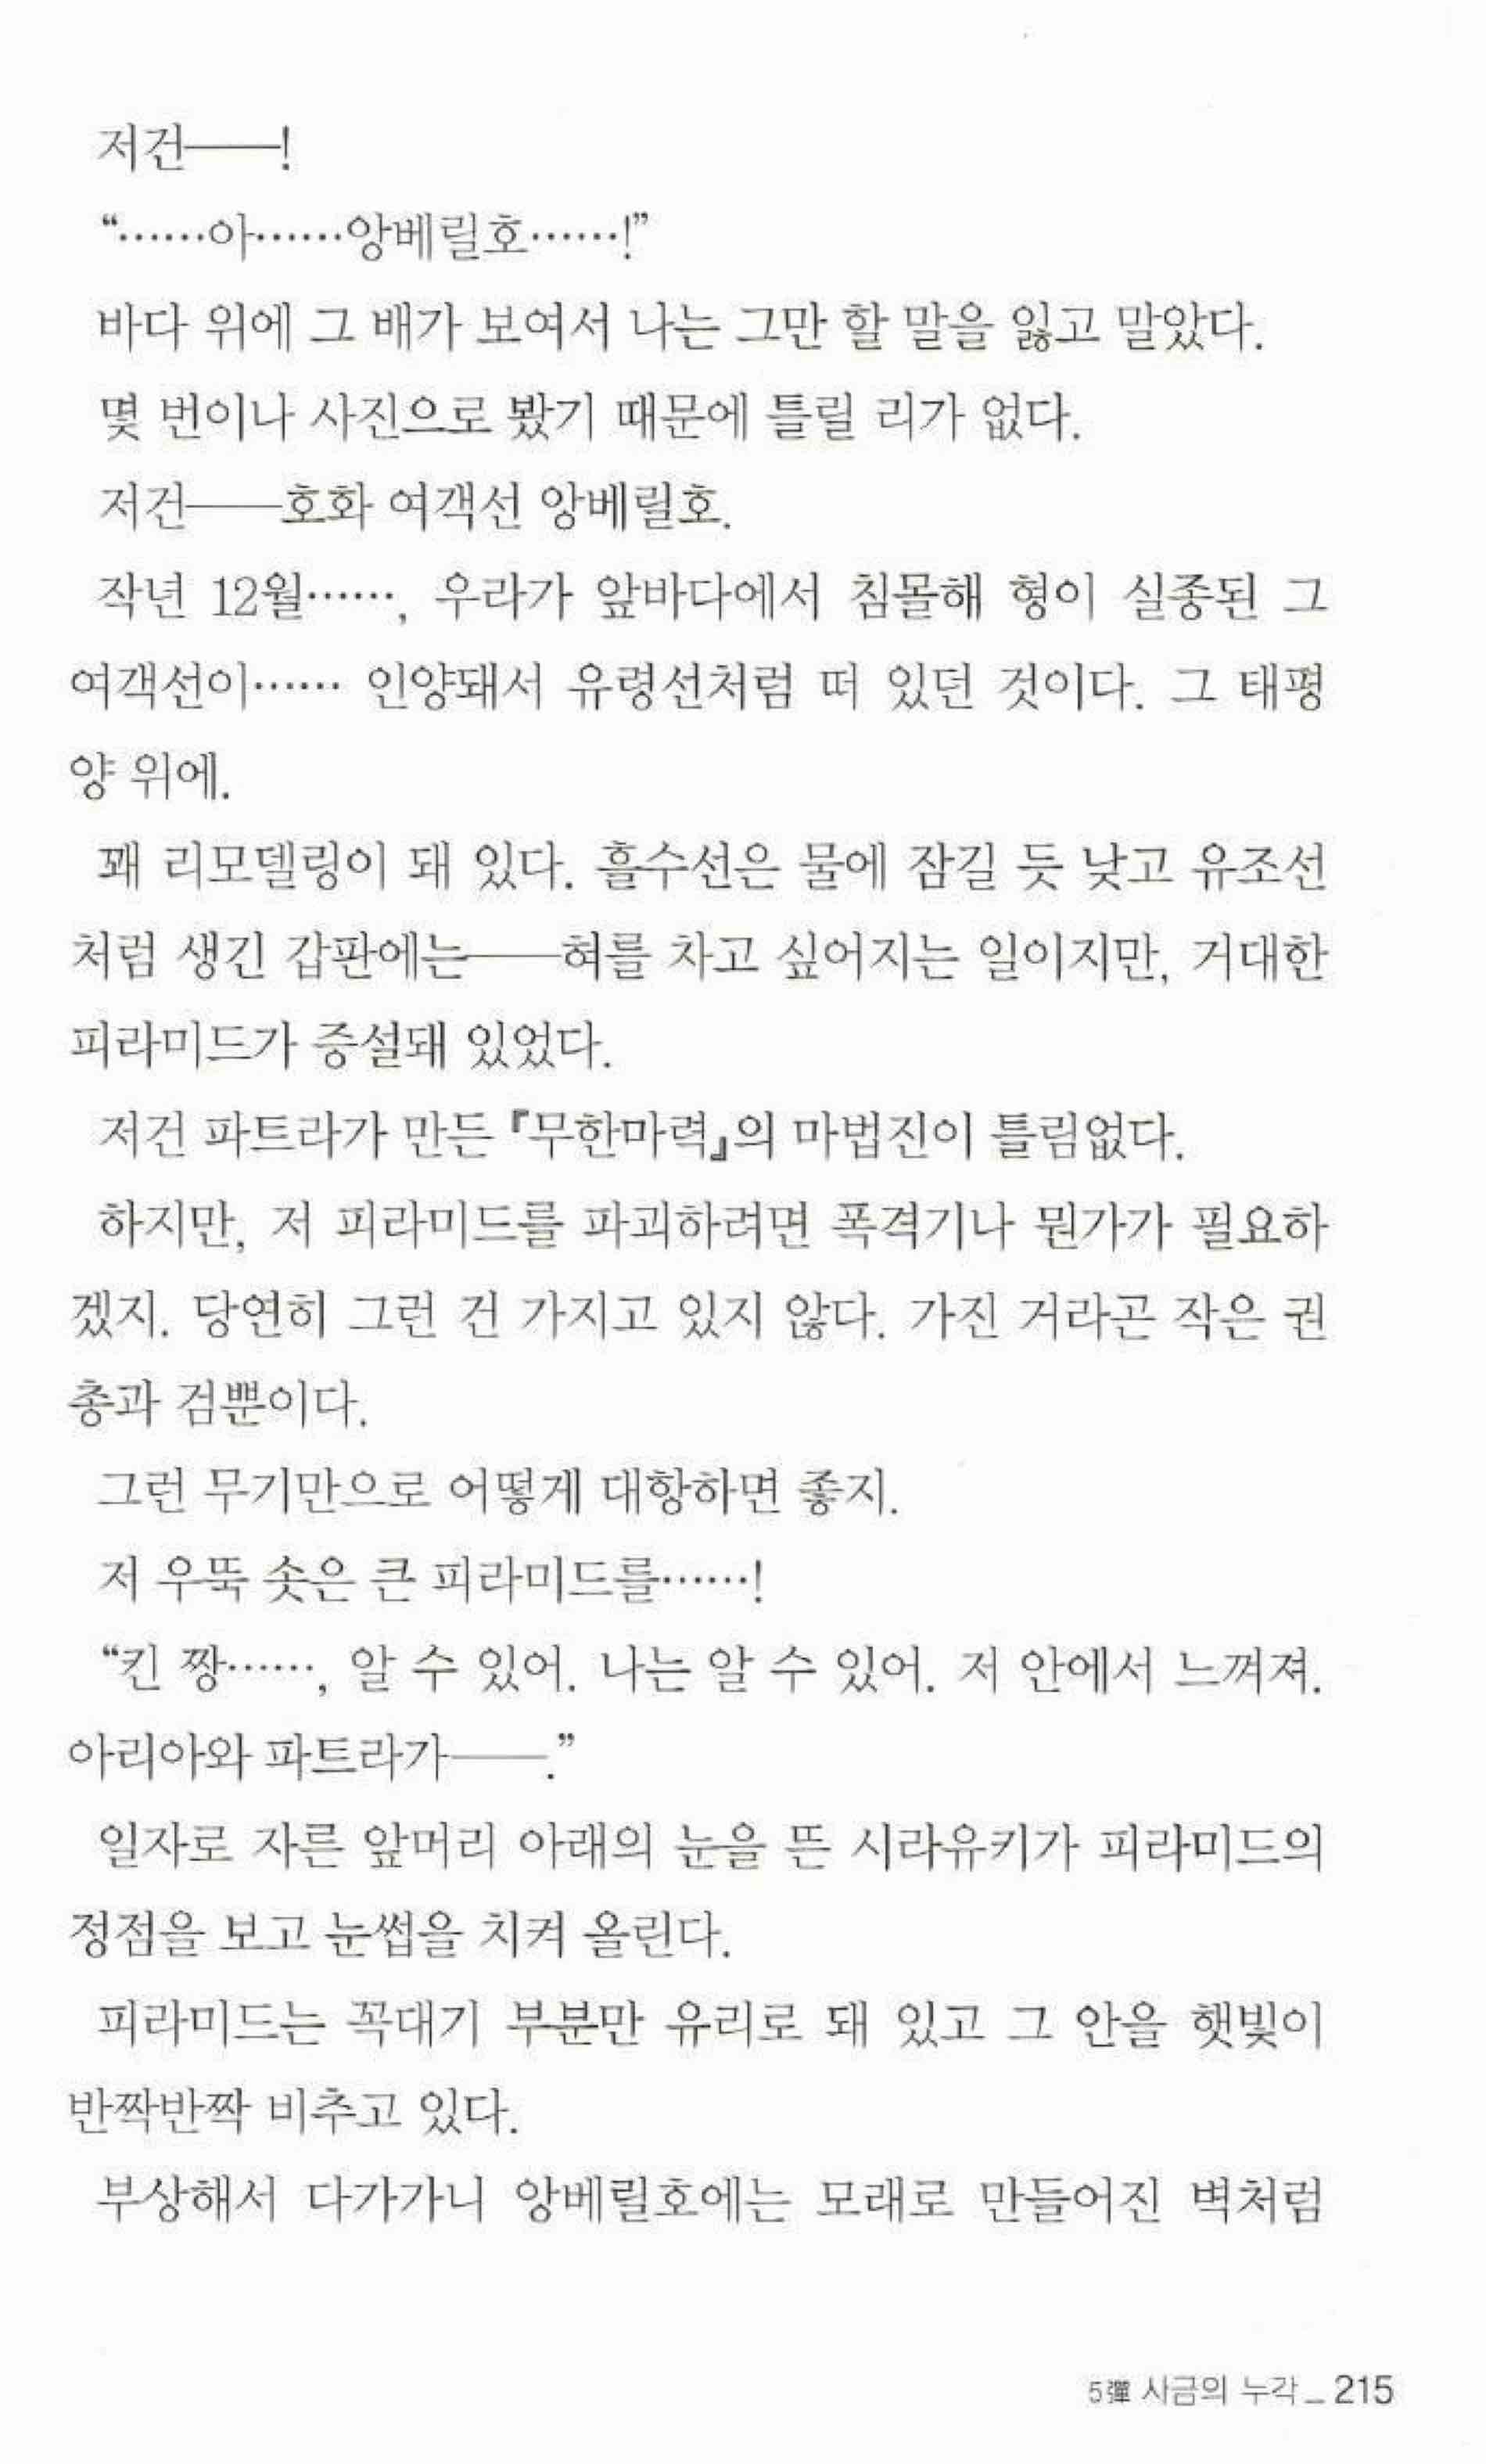 저건——!
“……아……앙베릴호……!”
바다 위에 그 배가 보여서 나는 그만 할 말을 잃고 말았다.
몇 번이나 사진으로 봤기 때문에 틀릴 리가 없다.
저건——호화 여객선 앙베릴호.
작년 12월……, 우라가 앞바다에서 침몰해 형이 실종된 그
여객선이…… 인양돼서 유령선처럼 떠 있던 것이다. 그 태평
양 위에.
꽤 리모델링이 돼 있다. 흘수선은 물에 잠길 듯 낮고 유조선
처럼 생긴 갑판에는——혀를 차고 싶어지는 일이지만, 거대한
피라미드가 증설돼 있었다.
저건 파트라가 만든 『무한마력』의 마법진이 틀림없다.
하지만, 저 피라미드를 파괴하려면 폭격기나 뭔가가 필요하
겠지. 당연히 그런 건 가지고 있지 않다. 가진 거라곤 작은 권
총과 검뿐이다.
그런 무기만으로 어떻게 대항하면 좋지.
저 우뚝 솟은 큰 피라미드를……!
“킨 짱……, 알 수 있어. 나는 알 수 있어. 저 안에서 느껴져.
아리아와 파트라가——.”
일자로 자른 앞머리 아래의 눈을 뜬 시라유키가 피라미드의
정점을 보고 눈썹을 치켜 올린다.
피라미드는 꼭대기 부분만 유리로 돼 있고 그 안을 햇빛이
반짝반짝 비추고 있다.
부상해서 다가가니 앙베릴호에는 모래로 만들어진 벽처럼
5彈 사금의 누각 _ 215